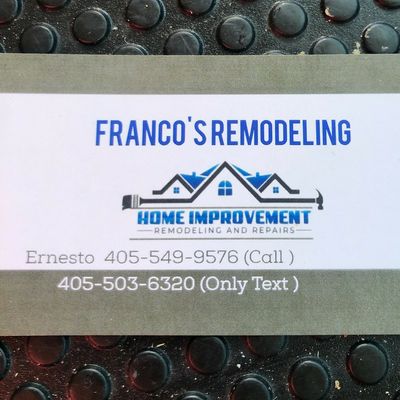 FRANCO'S REMODELING
HOME IMPROVEMENT
REMODELING AND REPAIRS
Ernesto 405-549-9576 (Call )
405-503-6320 (Only Text )